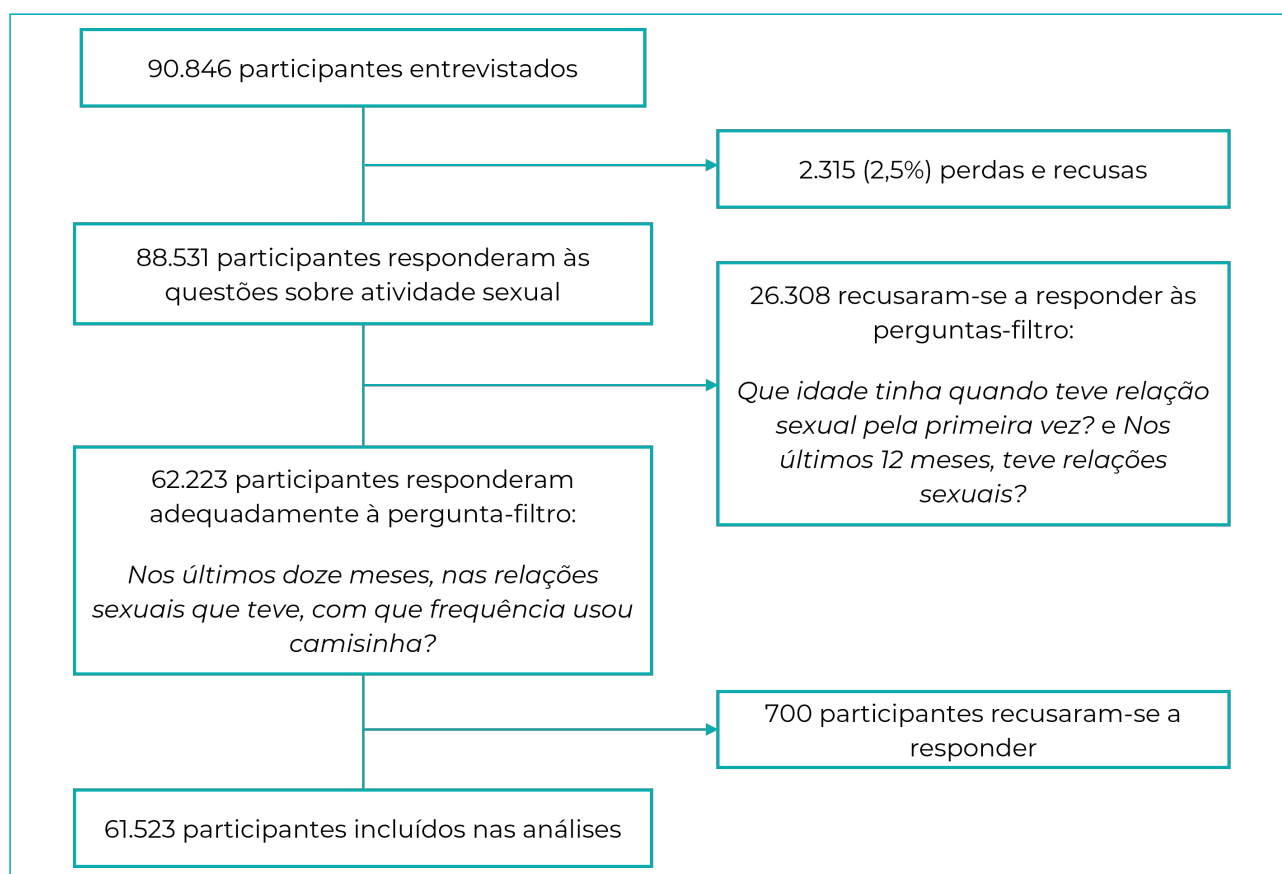 90.846 participantes entrevistados
2.315 (2,5%) perdas e recusas
88.531 participantes responderam às
questões sobre atividade sexual
26.308 recusaram-se a responder às
perguntas-filtro:
Que idade tinha quando teve relação
sexual pela primeira vez? e Nos
últimos 12 meses, teve relações
sexuais?
62.223 participantes responderam
adequadamente à pergunta-filtro:
Nos últimos doze meses, nas relações
sexuais que teve, com que frequência usou
camisinha?
700 participantes recusaram-se a
responder
61.523 participantes incluídos nas análises